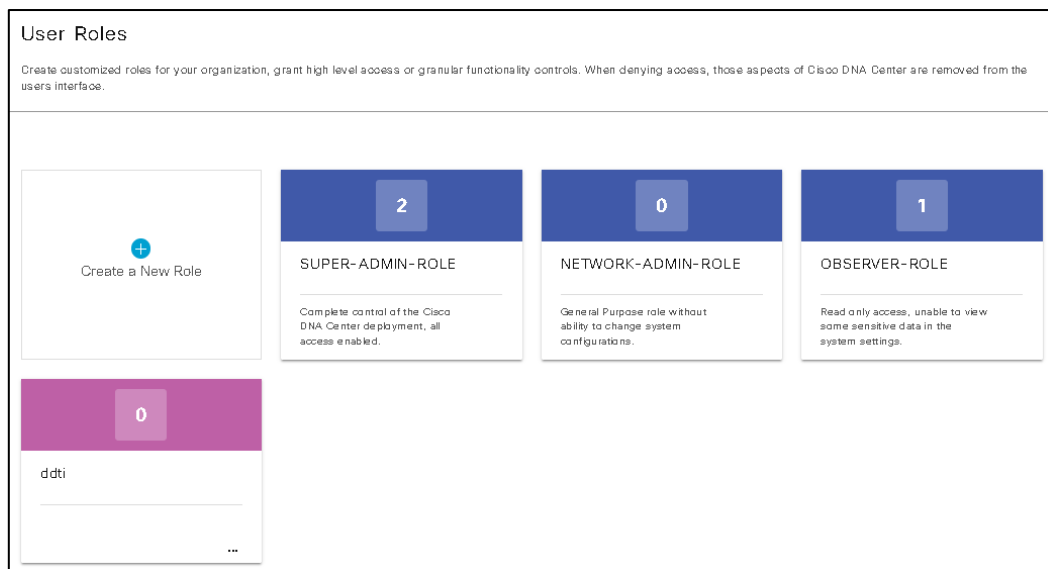 User Roles
Create customized roles for your organization, grant high level access or granular functionality controls. When denying access, those aspects of Cisco DNA Center are removed from the
users interface.
2
0
1
Create a New Role
SUPER-ADMIN-ROLE
NETWORK-ADMIN-ROLE
OBSERVER-ROLE
Complete control of the Cisco
DNA Center deployment, all
access enabled.
General Purpose role without
ability to change system
configurations.
Read only access, unable to view
some sensitive data in the
system settings.
0
ddti
...